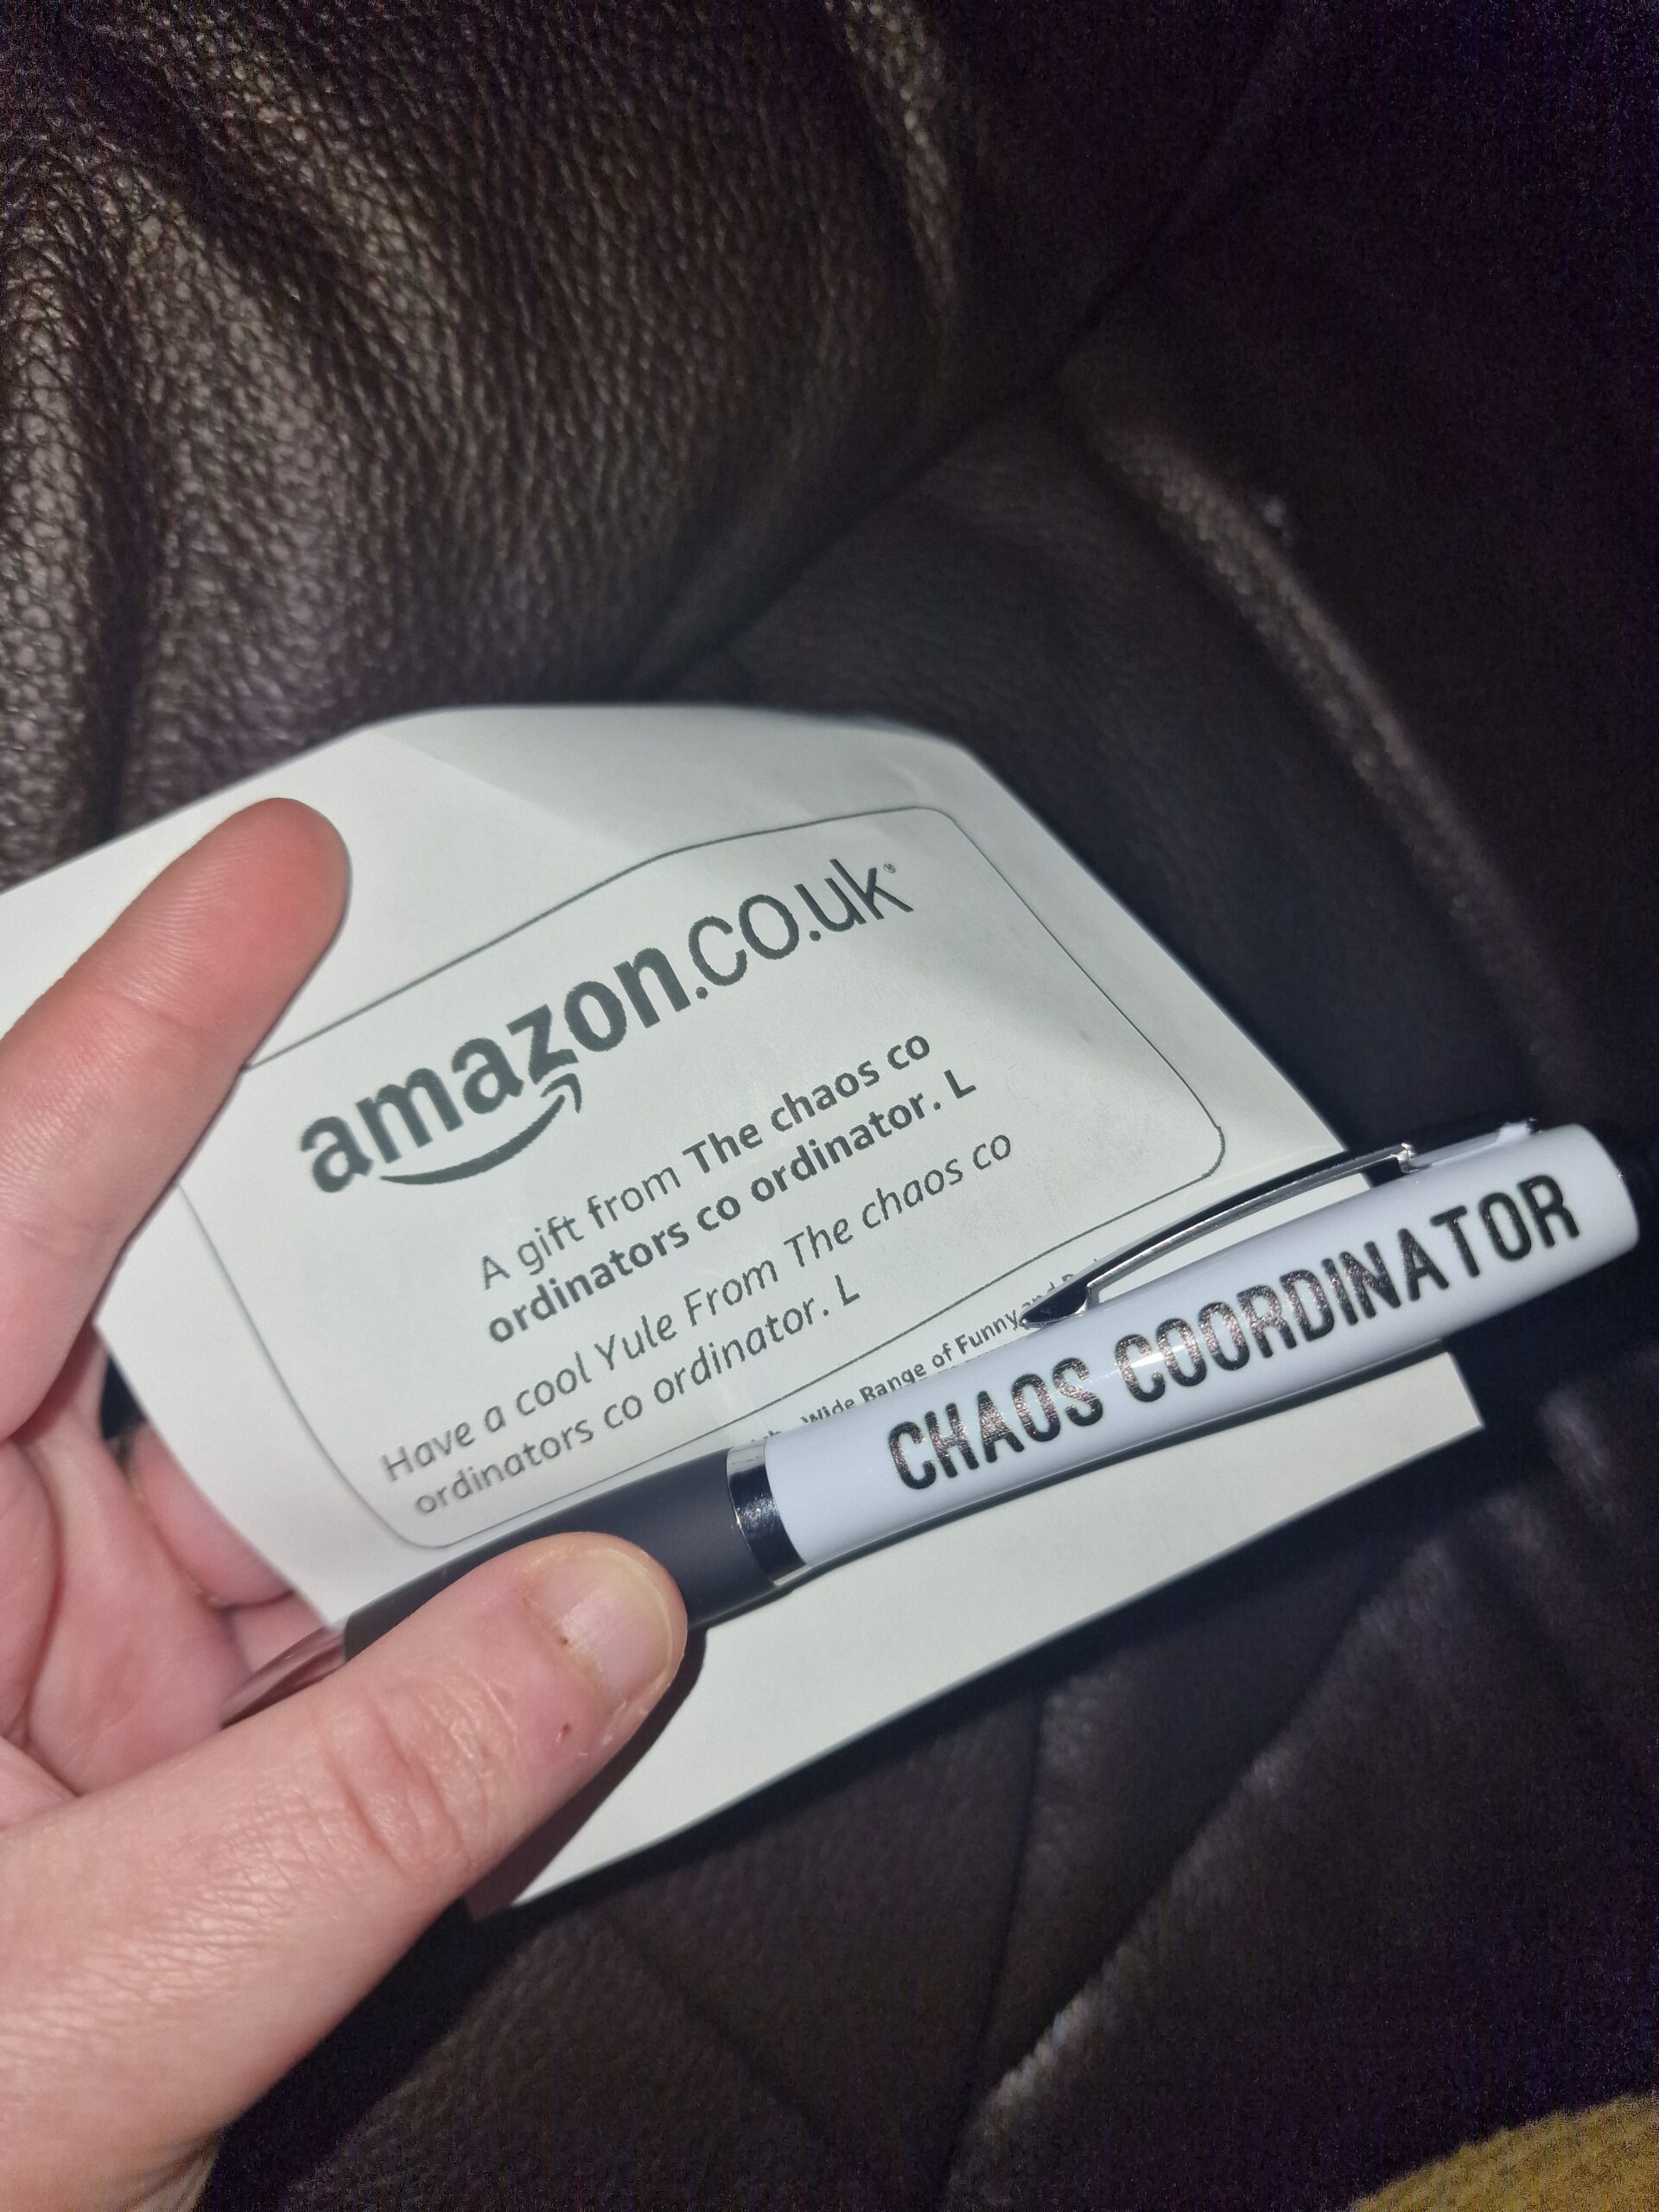 amazon.co.uk®
A gift from The chaos co
ordinators co ordinator. L
Have a cool Yule From The chaos co
ordinators co ordinator. L
Wide Range of Funny and
CHAOS COORDINATOR